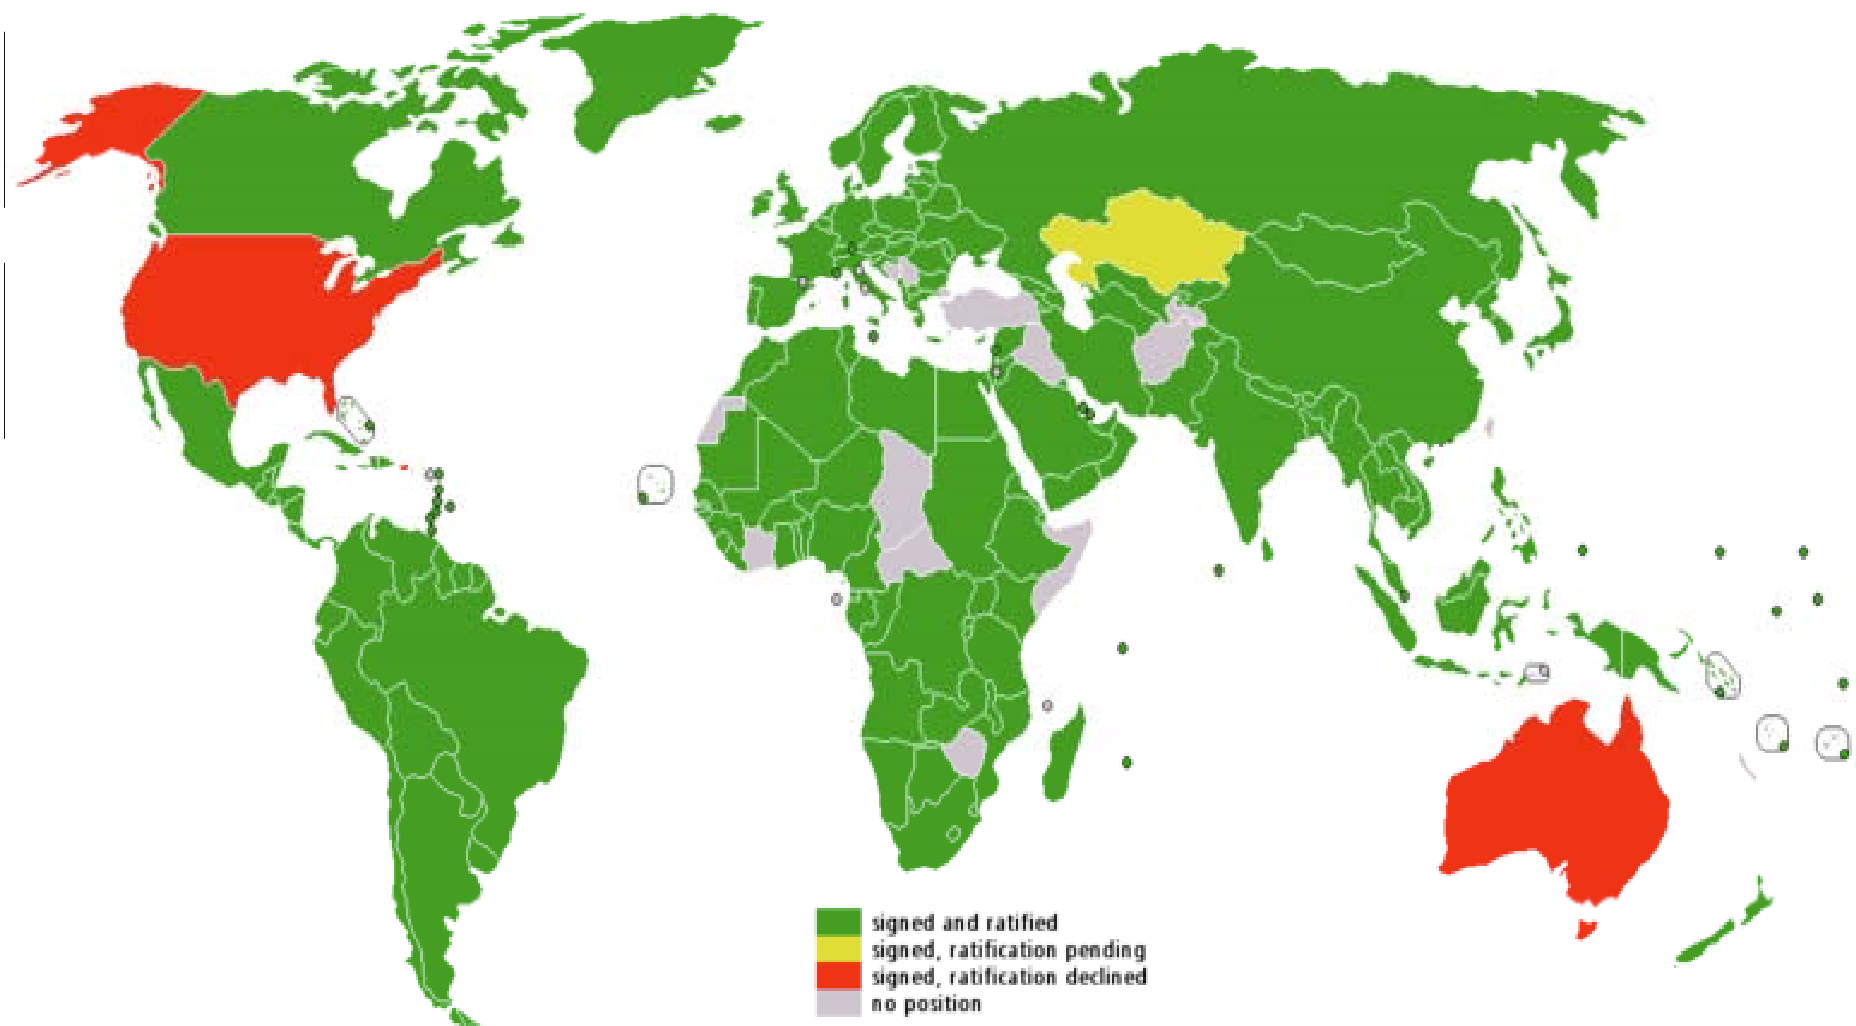 signed and ratified
signed, ratification pending
signed, ratification declined
no position